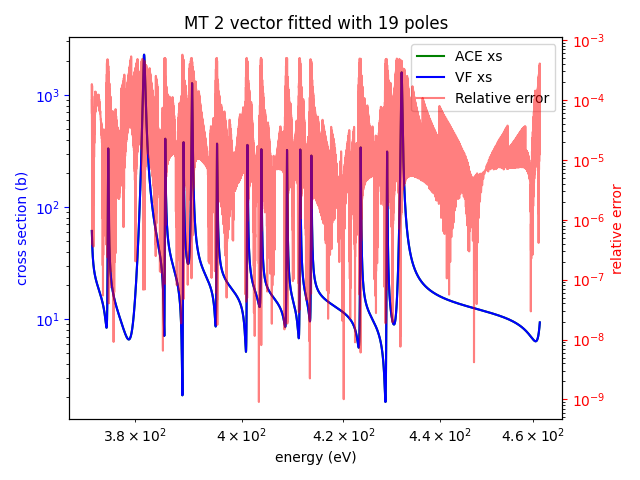 MT 2 vector fitted with 19 poles
ACE xs
VF xs
Relative error
cross section (b)
10³
10²
10¹
relative error
10⁻³
10⁻⁴
10⁻⁵
10⁻⁶
10⁻⁷
10⁻⁸
10⁻⁹
3.8 × 10²
4 × 10²
4.2 × 10²
4.4 × 10²
4.6 × 10²
energy (eV)